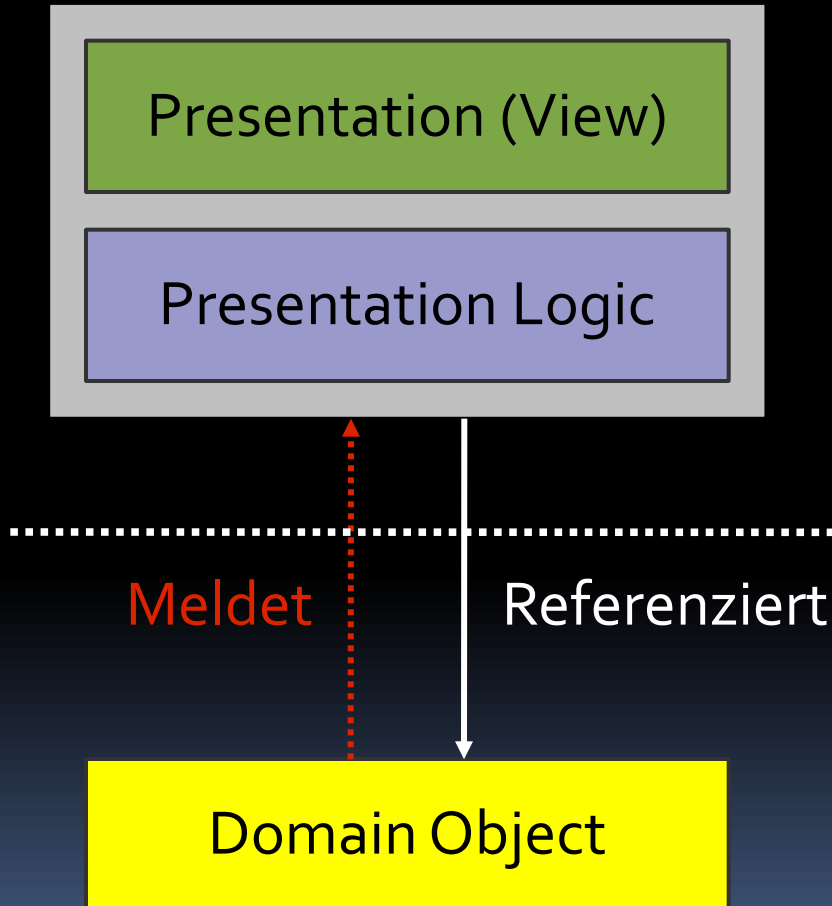 Presentation (View)
Presentation Logic
Meldet
Referenziert
Domain Object